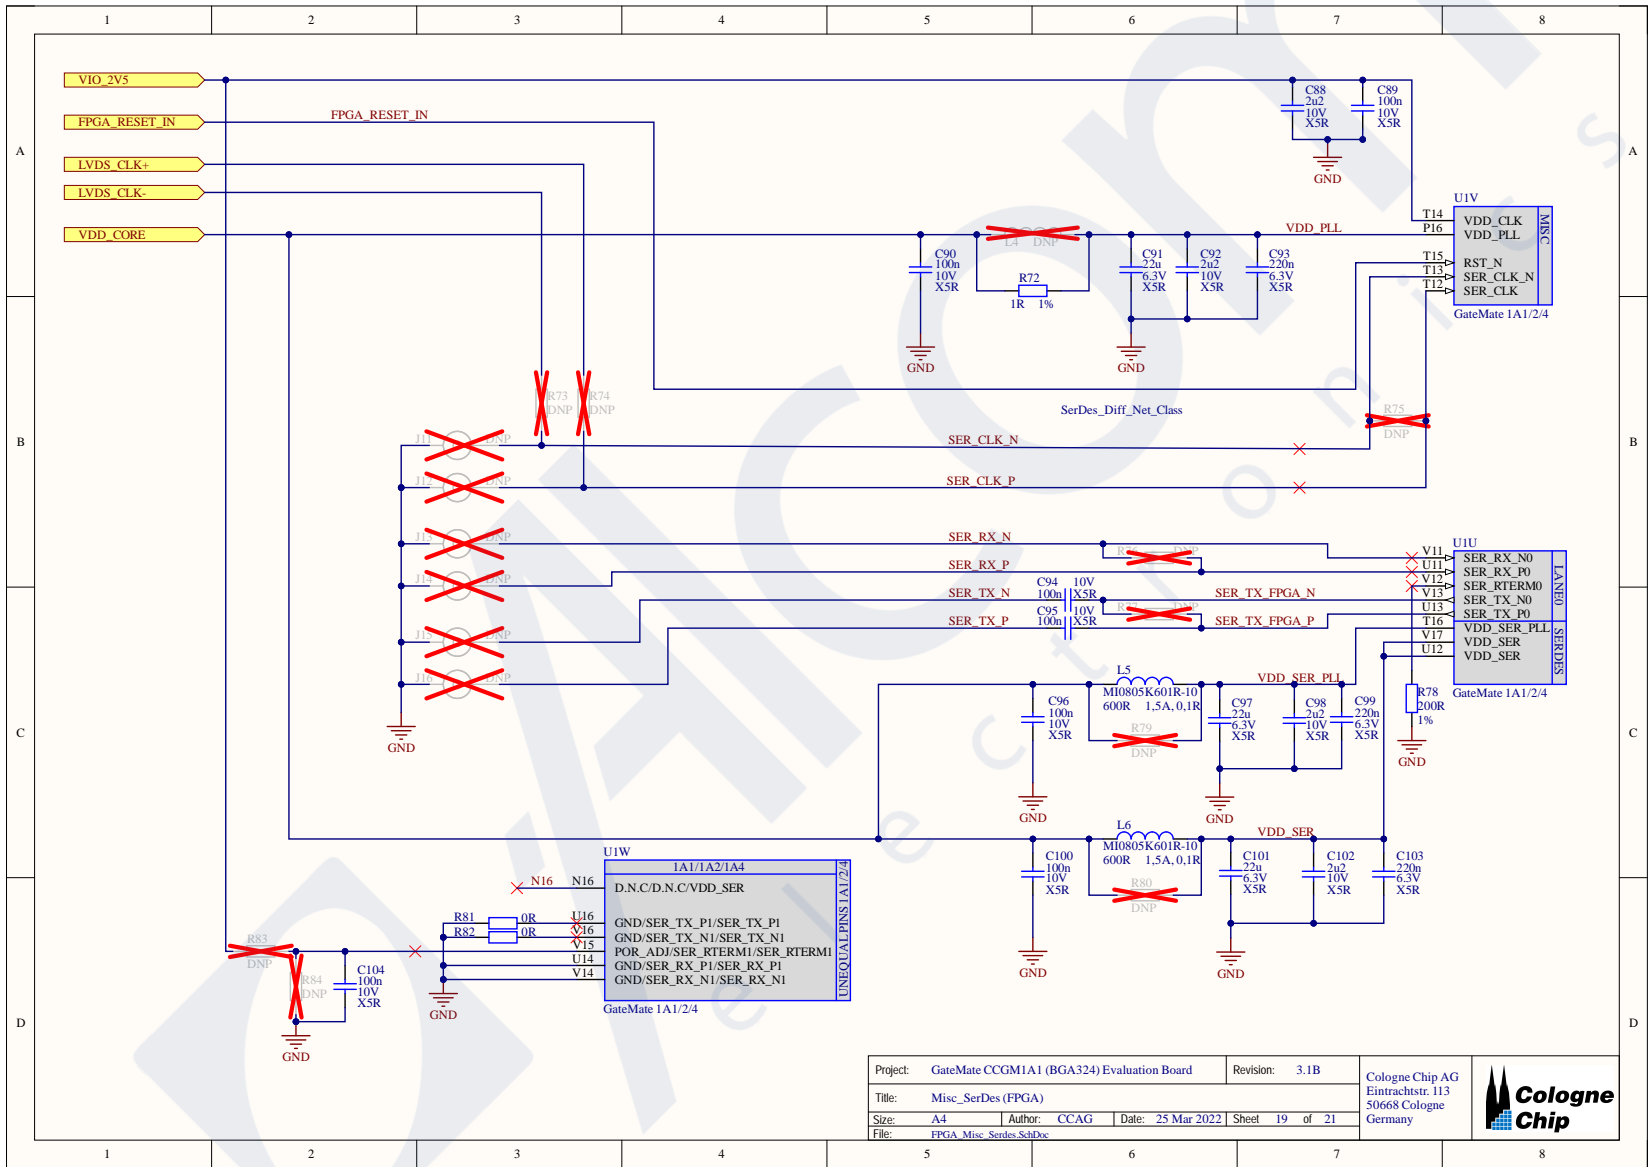 1 2 3 4 5 6 7 8
A A
B B
C C
D D
VIO_2V5
FPGA_RESET_IN
LVDS_CLK+
LVDS_CLK-
VDD_CORE
FPGA_RESET_IN
C88
2u2
10V
X5R
C89
100n
10V
X5R
GND
U1V
T14 VDD_CLK
P16 VDD_PLL
T15 RST_N
T13 SER_CLK_N
T12 SER_CLK
MISC
GateMate 1A1/2/4
VDD_PLL
L4 DNP
R72
1R 1%
C90
100n
10V
X5R
GND
C91
22u
6.3V
X5R
C92
2u2
10V
X5R
C93
220n
6.3V
X5R
GND
R73
DNP
R74
DNP
SerDes_Diff_Net_Class
R75
DNP
J11 DNP
SER_CLK_N
J12 DNP
SER_CLK_P
J13 DNP
SER_RX_N
J14 DNP
SER_RX_P
J15 DNP
SER_TX_N
J16 DNP
SER_TX_P
GND
DNP
C94 10V
100n X5R
C95 10V
100n X5R
DNP
SER_TX_FPGA_N
SER_TX_FPGA_P
U1U
V11 SER_RX_N0
U11 SER_RX_P0
V12 SER_RTERM0
V13 SER_TX_N0
U13 SER_TX_P0
T16 VDD_SER_PLL
V17 VDD_SER
U12 VDD_SER
LANE0
SERDES
GateMate 1A1/2/4
R78
200R
1%
GND
L5
MI0805K601R-10
600R 1,5A, 0,1R
R79
DNP
VDD_SER_PLL
C96
100n
10V
X5R
GND
C97
22u
6.3V
X5R
C98
2u2
10V
X5R
C99
220n
6.3V
X5R
GND
L6
MI0805K601R-10
600R 1,5A, 0,1R
R80
DNP
VDD_SER
C100
100n
10V
X5R
GND
C101
22u
6.3V
X5R
C102
2u2
10V
X5R
C103
220n
6.3V
X5R
GND
U1W
1A1/1A2/1A4
N16 N16 D.N.C/D.N.C/VDD_SER
R81 0R U16 GND/SER_TX_P1/SER_TX_P1
R82 0R V16 GND/SER_TX_N1/SER_TX_N1
V15 POR_ADJ/SER_RTERM1/SER_RTERM1
U14 GND/SER_RX_P1/SER_RX_P1
V14 GND/SER_RX_N1/SER_RX_N1
UNEQUAL PINS 1A1/2/4
GateMate 1A1/2/4
GND
R83
DNP
R84
DNP
C104
100n
10V
X5R
GND
Project: GateMate CCGM1A1 (BGA324) Evaluation Board Revision: 3.1B
Title: Misc_SerDes (FPGA)
Size: A4 Author: CCAG Date: 25 Mar 2022 Sheet 19 of 21
File: FPGA_Misc_Serdes.SchDoc
Cologne Chip AG
Eintrachtstr. 113
50668 Cologne
Germany
Cologne
Chip
1 2 3 4 5 6 7 8